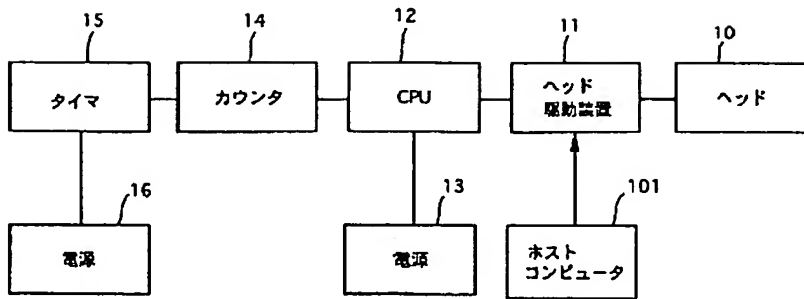 15
14
12
11
10
タイマ
カウンタ
CPU
ヘッド
駆動装置
ヘッド
16
13
101
電源
電源
ホスト
コンピュータ